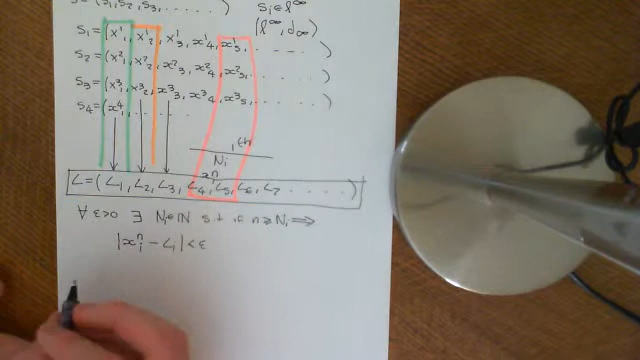 S = (S₁, S₂, S₃, . . . . . . ) Sᵢ ∈ ℓ^∞
(ℓ^∞, d_∞)
S₁ = (x¹₁, x¹₂, x¹₃, x¹₄, x¹₅, . . . . . )
S₂ = (x²₁, x²₂, x²₃, x²₄, x²₅, . . . . . )
S₃ = (x³₁, x³₂, x³₃, x³₄, x³₅, . . . . . )
S₄ = (x⁴₁, . . . . .
iᵗʰ
Nᵢ
xⁿ
L = (L₁, L₂, L₃, L₄, L₅, L₆, L₇ . . . . . )
∀ ε>0 ∃ Nᵢ∈ℕ s.t if n ≥ Nᵢ ⟹
|xⁿᵢ − Lᵢ| < ε